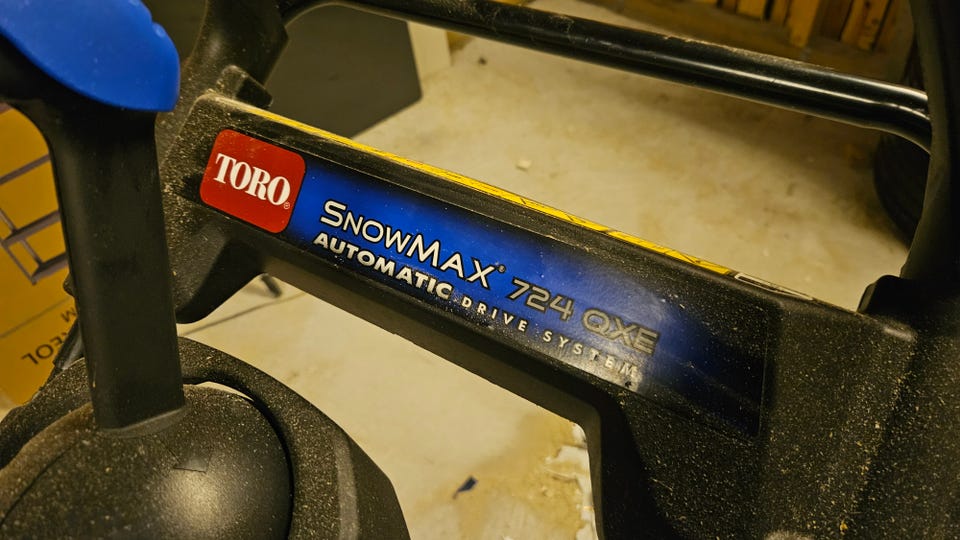 TORO®
SNOWMAX® 724 QXE
AUTOMATIC DRIVE SYSTEM